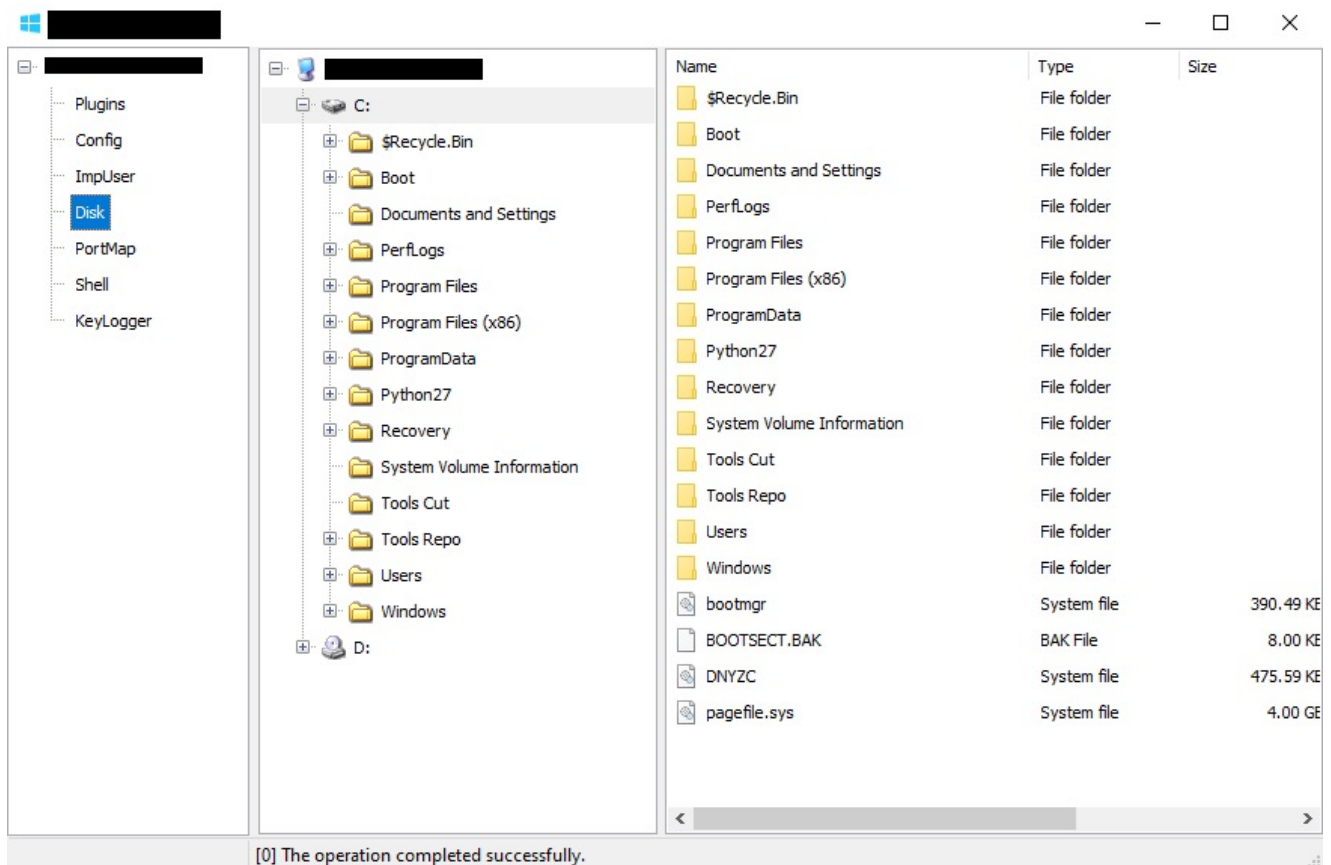 Plugins
Config
ImpUser
Disk
PortMap
Shell
KeyLogger
C:
$Recycle.Bin
Boot
Documents and Settings
PerfLogs
Program Files
Program Files (x86)
ProgramData
Python27
Recovery
System Volume Information
Tools Cut
Tools Repo
Users
Windows
D:
Name Type Size
$Recycle.Bin File folder
Boot File folder
Documents and Settings File folder
PerfLogs File folder
Program Files File folder
Program Files (x86) File folder
ProgramData File folder
Python27 File folder
Recovery File folder
System Volume Information File folder
Tools Cut File folder
Tools Repo File folder
Users File folder
Windows File folder
bootmgr System file 390.49 KB
BOOTSECT.BAK BAK File 8.00 KB
DNYZC System file 475.59 KB
pagefile.sys System file 4.00 GB
[0] The operation completed successfully.